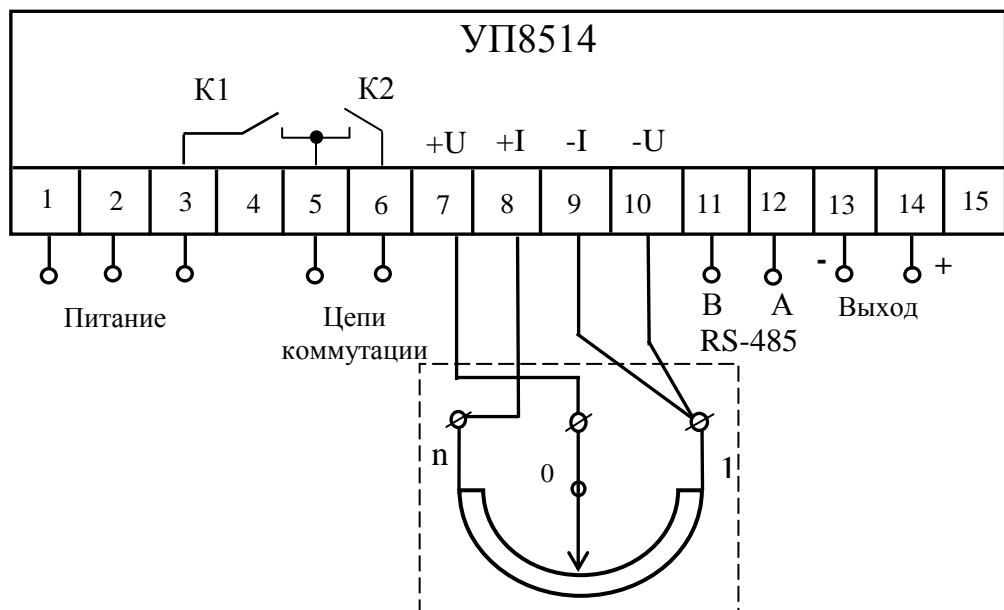 УП8514
К1 К2
+U +I -I -U
1 2 3 4 5 6 7 8 9 10 11 12 13 14 15
- +
Питание Цепи коммутации B A Выход
RS-485
n 0 1